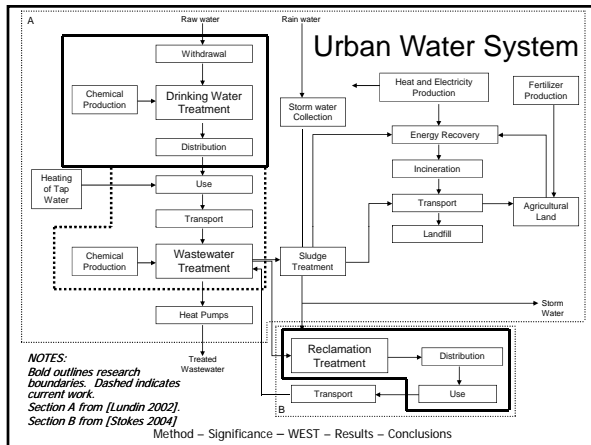 A
Raw water
Rain water
Urban Water System
Withdrawal
Chemical
Production
Drinking Water
Treatment
Distribution
Storm water
Collection
Heat and Electricity
Production
Fertilizer
Production
Energy Recovery
Incineration
Heating
of Tap
Water
Use
Transport
Transport
Agricultural
Land
Landfill
Chemical
Production
Wastewater
Treatment
Sludge
Treatment
Storm
Water
Heat Pumps
Treated
Wastewater
Reclamation
Treatment
Distribution
Transport
Use
B
NOTES:
Bold outlines research
boundaries. Dashed indicates
current work.
Section A from [Lundin 2002].
Section B from [Stokes 2004]
Method – Significance – WEST – Results – Conclusions